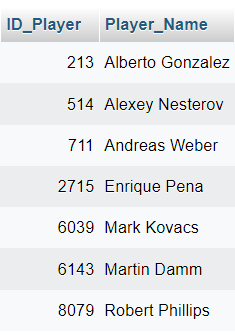 ID_Player Player_Name
213 Alberto Gonzalez
514 Alexey Nesterov
711 Andreas Weber
2715 Enrique Pena
6039 Mark Kovacs
6143 Martin Damm
8079 Robert Phillips